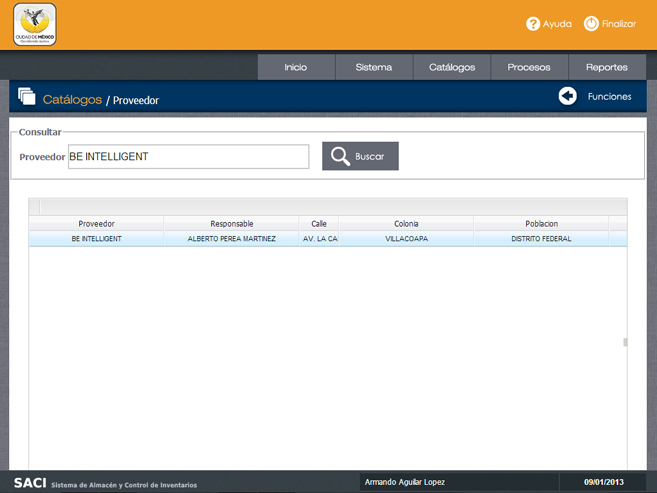 CIUDAD DE MÉXICO
Ayuda
Finalizar
Inicio
Sistema
Catálogos
Procesos
Reportes
Catálogos / Proveedor
Funciones
Consultar
Proveedor
BE INTELLIGENT
Buscar
Proveedor Responsable Calle Colonia Poblacion
BE INTELLIGENT ALBERTO PEREA MARTINEZ AV. LA CA VILLACOAPA DISTRITO FEDERAL
SACI Sistema de Almacén y Control de Inventarios
Armando Aguilar Lopez
09/01/2013